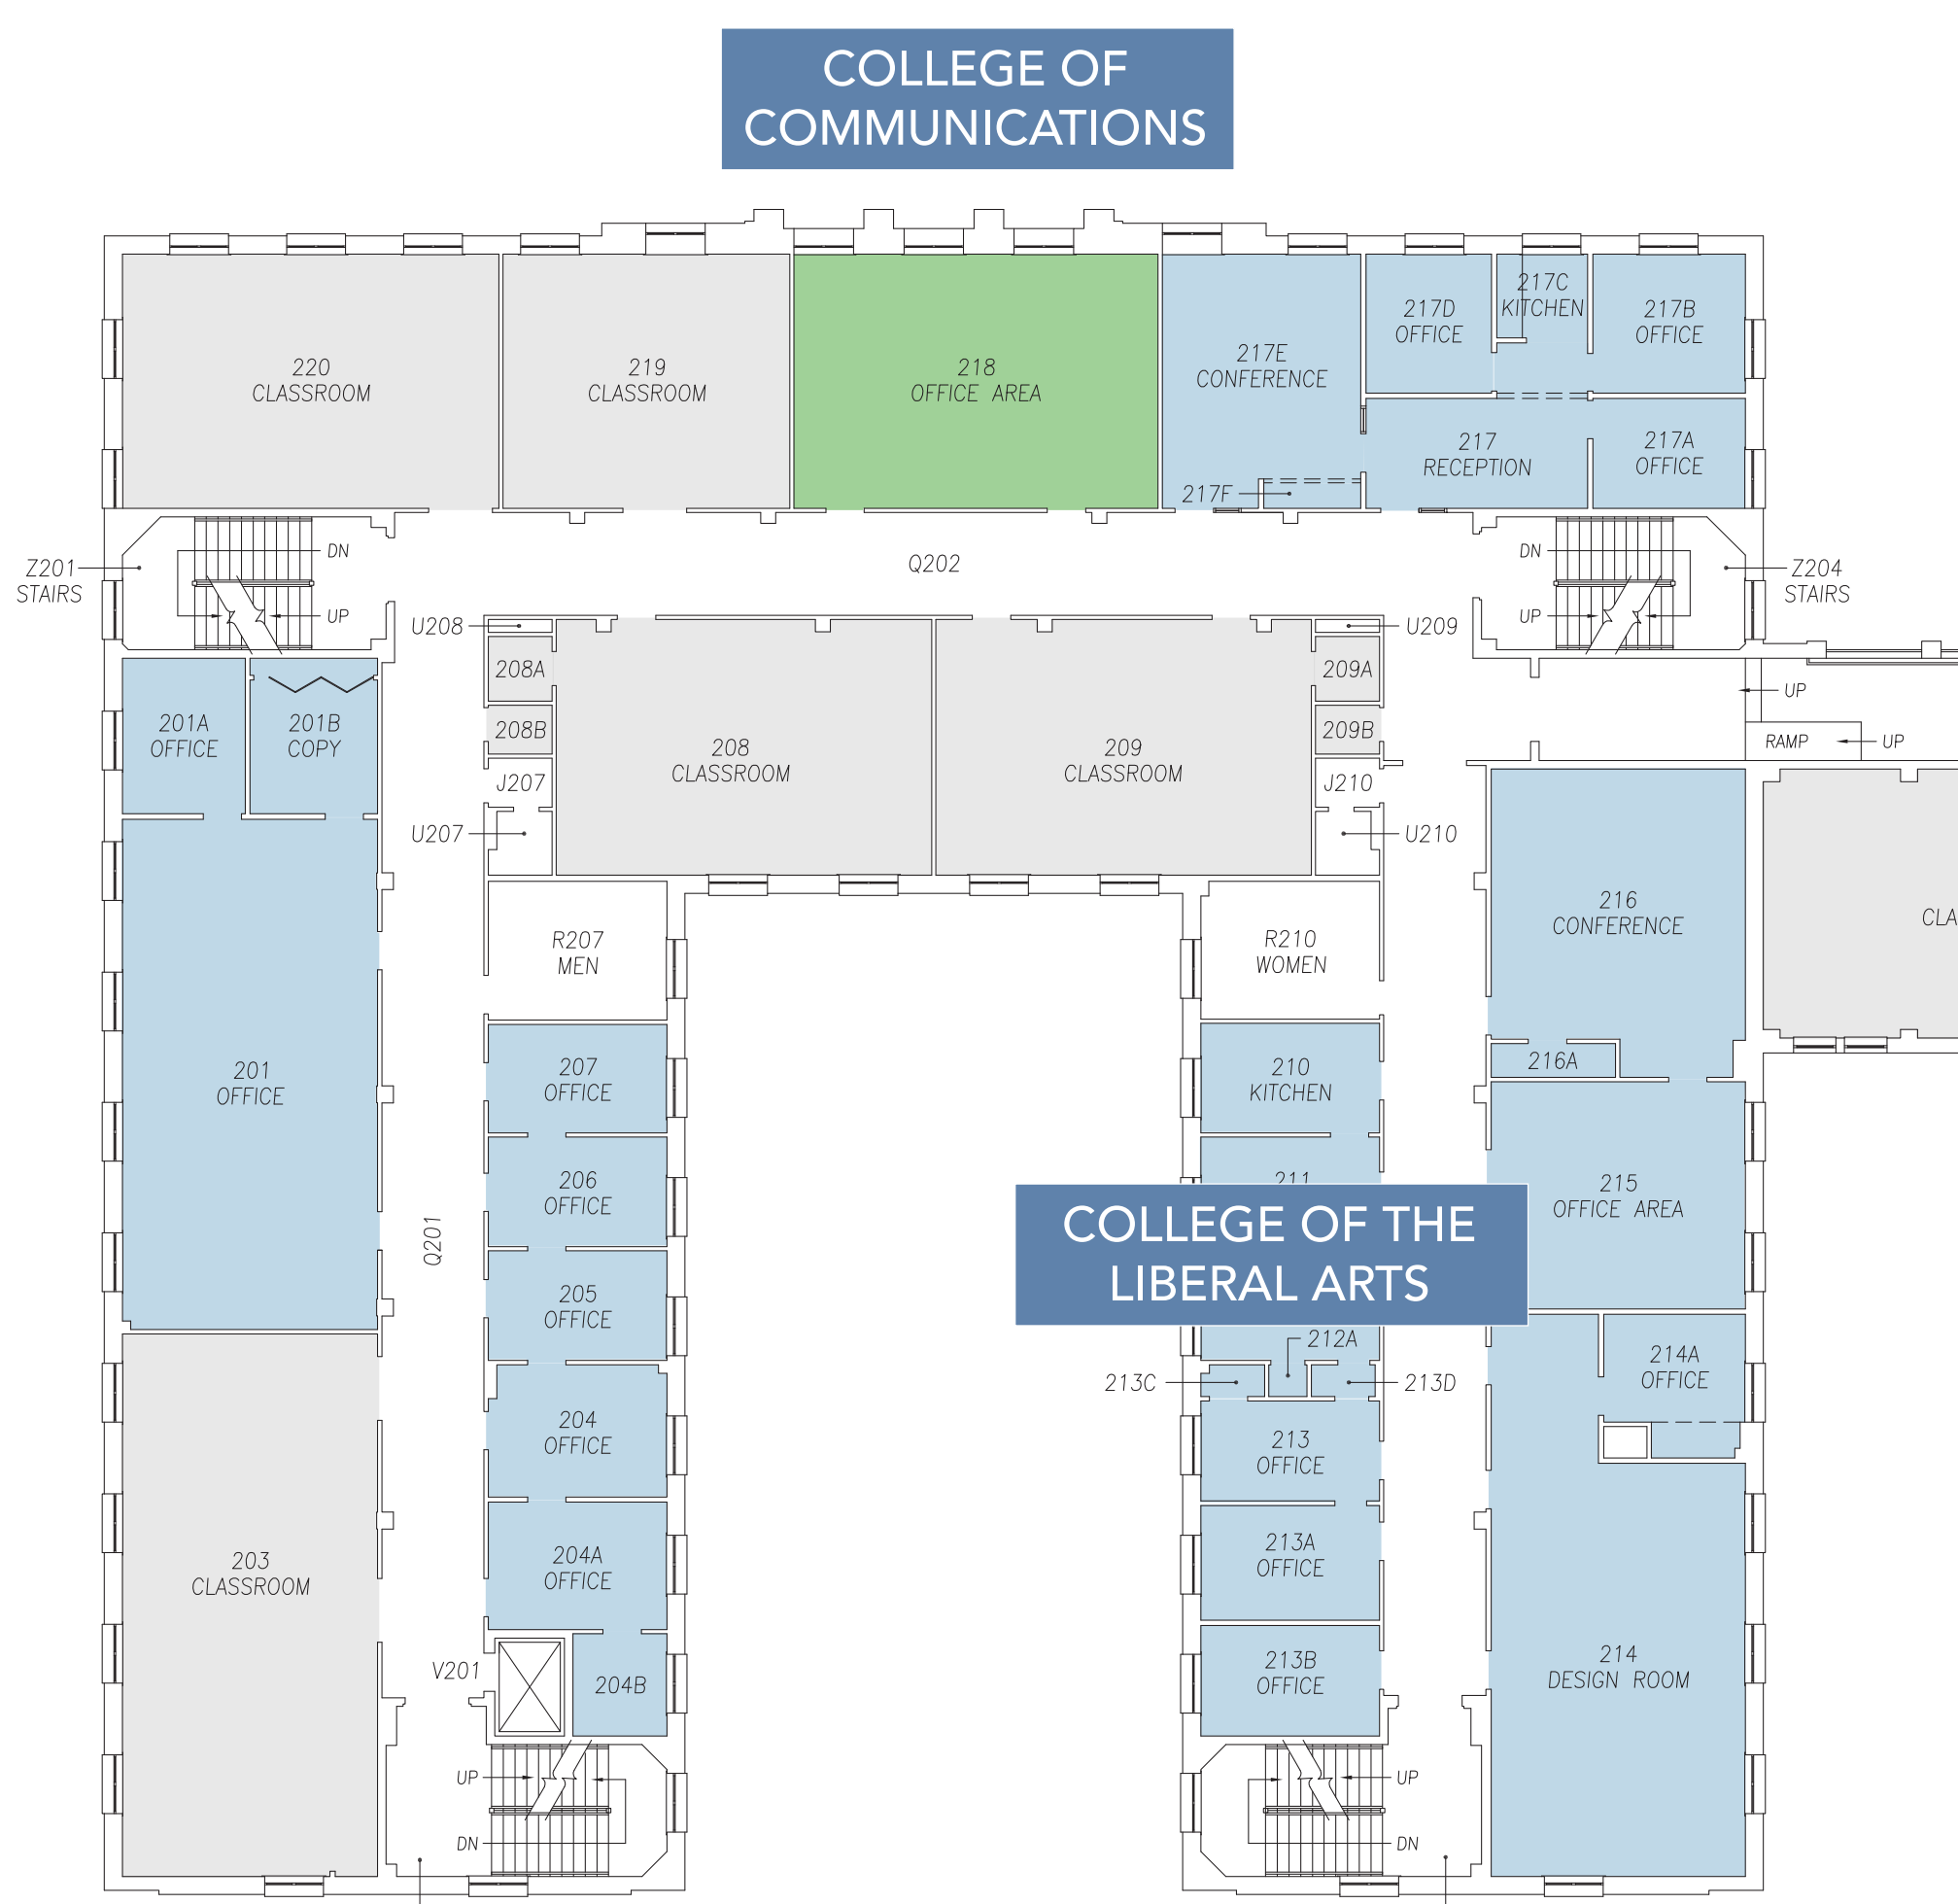 COLLEGE OF
COMMUNICATIONS
220
CLASSROOM
219
CLASSROOM
218
OFFICE AREA
217E
CONFERENCE
217D
OFFICE
217C
KITCHEN
217B
OFFICE
217
RECEPTION
217A
OFFICE
217F
Z201
STAIRS
DN
UP
Q202
DN
UP
Z204
STAIRS
U208
U209
208A
208B
J207
U207
208
CLASSROOM
209
CLASSROOM
209A
209B
J210
U210
UP
RAMP
UP
201A
OFFICE
201B
COPY
R207
MEN
R210
WOMEN
216
CONFERENCE
CLA
216A
201
OFFICE
207
OFFICE
210
KITCHEN
206
OFFICE
211
215
OFFICE AREA
COLLEGE OF THE
LIBERAL ARTS
Q201
205
OFFICE
212A
213C
213D
214A
OFFICE
204
OFFICE
213
OFFICE
203
CLASSROOM
204A
OFFICE
213A
OFFICE
V201
204B
213B
OFFICE
214
DESIGN ROOM
UP
DN
UP
DN